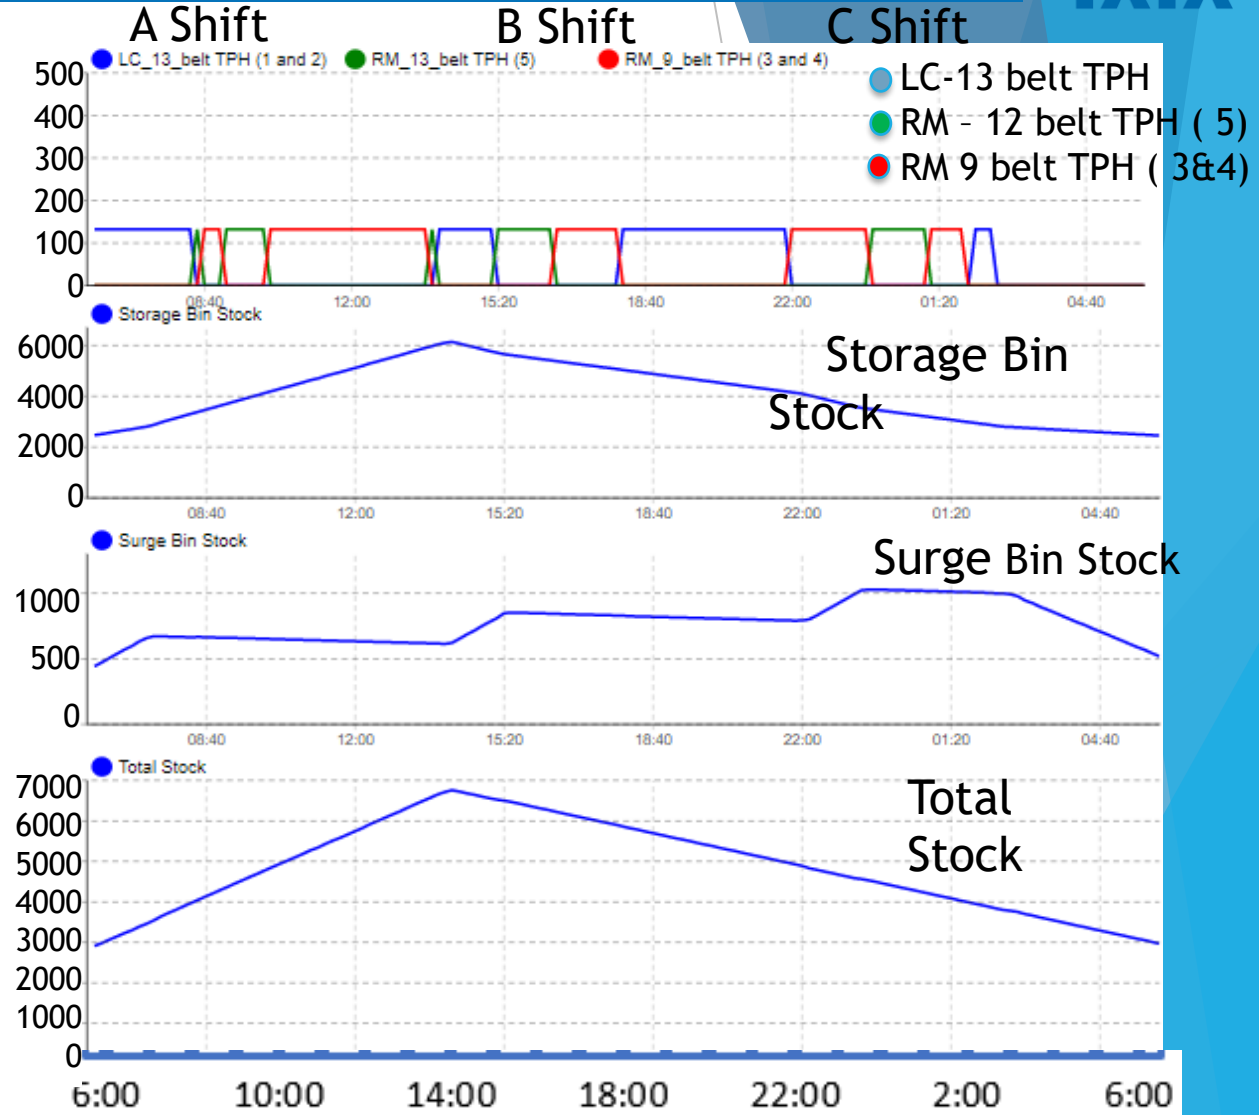 A Shift B Shift C Shift
LC_13_belt TPH (1 and 2) RM_13_belt TPH (5) RM_9_belt TPH (3 and 4)
LC-13 belt TPH
RM – 12 belt TPH ( 5)
RM 9 belt TPH ( 3&4)
500
400
300
200
100
0
08:40 12:00 15:20 18:40 22:00 01:20 04:40
Storage Bin Stock
Storage Bin
Stock
6000
4000
2000
0
08:40 12:00 15:20 18:40 22:00 01:20 04:40
Surge Bin Stock
Surge Bin Stock
1000
500
0
08:40 12:00 15:20 18:40 22:00 01:20 04:40
Total Stock
Total
Stock
7000
6000
5000
4000
3000
2000
1000
0
6:00 10:00 14:00 18:00 22:00 2:00 6:00